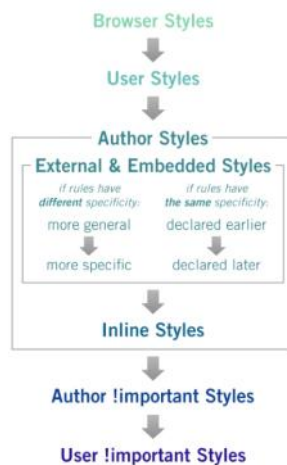 Browser Styles
User Styles
Author Styles
External & Embedded Styles
if rules have
different specificity:
more general
more specific
if rules have
the same specificity:
declared earlier
declared later
Inline Styles
Author !important Styles
User !important Styles